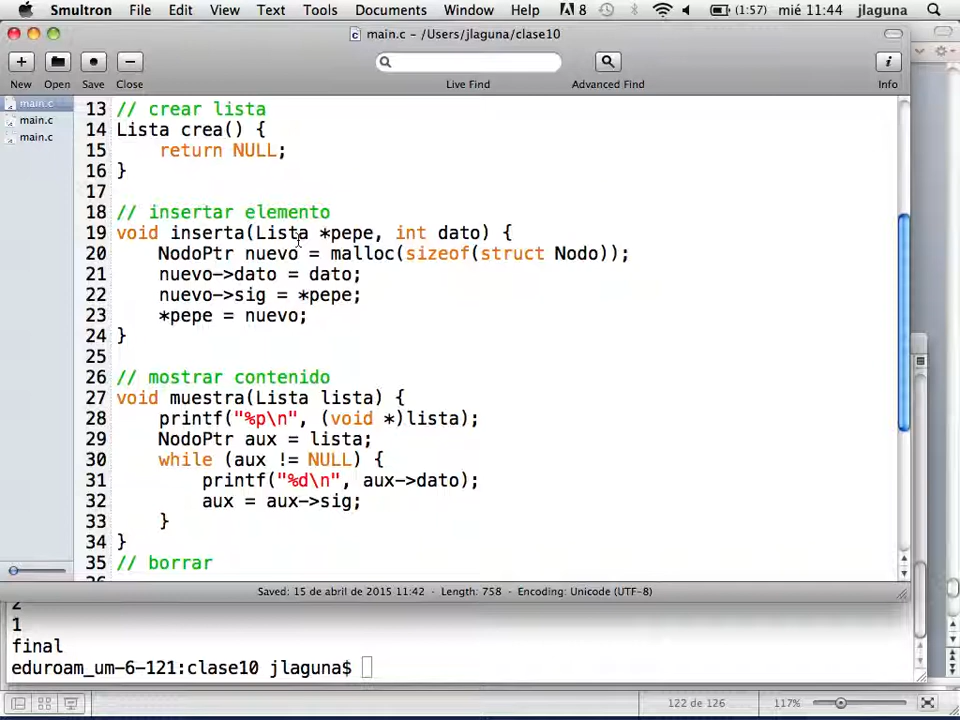 Smultron File Edit View Text Tools Documents Window Help 8 (1:57) mié 11:44 jlaguna
main.c - /Users/jlaguna/clase10
New Open Save Close Live Find Advanced Find Info
main.c
main.c
main.c
13 // crear lista
14 Lista crea() {
15 return NULL;
16 }
17
18 // insertar elemento
19 void inserta(Lista *pepe, int dato) {
20 NodoPtr nuevo = malloc(sizeof(struct Nodo));
21 nuevo->dato = dato;
22 nuevo->sig = *pepe;
23 *pepe = nuevo;
24 }
25
26 // mostrar contenido
27 void muestra(Lista lista) {
28 printf("%p\n", (void *)lista);
29 NodoPtr aux = lista;
30 while (aux != NULL) {
31 printf("%d\n", aux->dato);
32 aux = aux->sig;
33 }
34 }
35 // borrar
Saved: 15 de abril de 2015 11:42 • Length: 758 • Encoding: Unicode (UTF-8)
2
1
final
eduroam_um-6-121:clase10 jlaguna$
122 de 126 117%